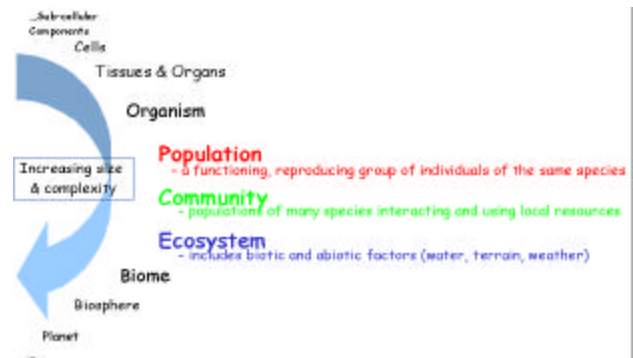 …Sub-cellular
Components
Cells
Tissues & Organs
Organism
Population
- a functioning, reproducing group of individuals of the same species
Increasing size
& complexity
Community
- populations of many species interacting and using local resources
Ecosystem
- includes biotic and abiotic factors (water, terrain, weather)
Biome
Biosphere
Planet